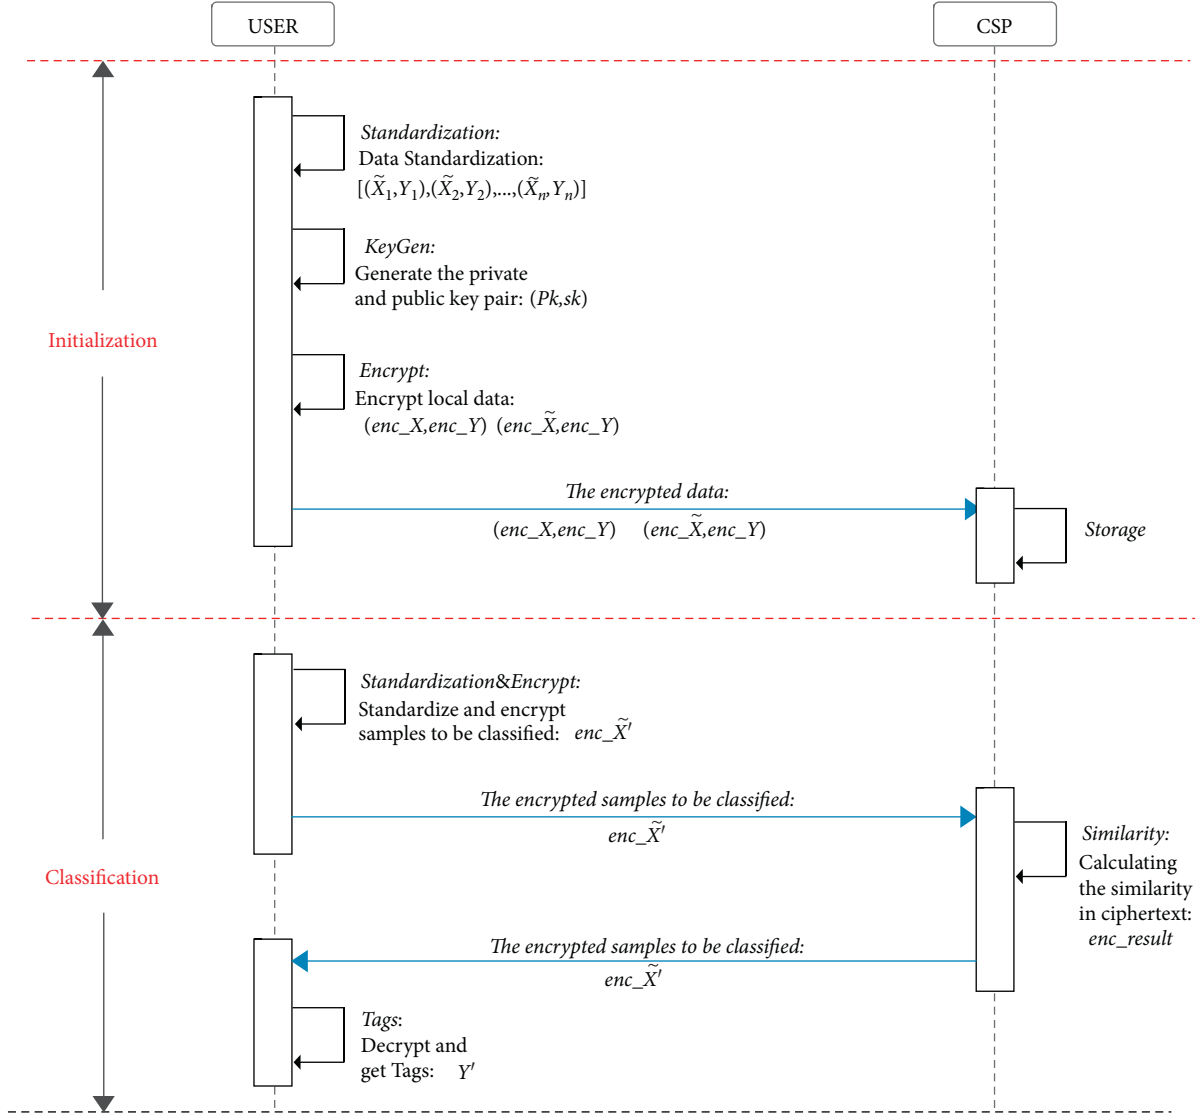 USER
CSP
Standardization:
Data Standardization:
[(X̃₁,Y₁),(X̃₂,Y₂),...,(X̃ₙ,Yₙ)]
KeyGen:
Generate the private
and public key pair: (Pk,sk)
Initialization
Encrypt:
Encrypt local data:
(enc_X,enc_Y) (enc_X̃,enc_Y)
The encrypted data:
(enc_X,enc_Y) (enc_X̃,enc_Y)
Storage
Standardization&Encrypt:
Standardize and encrypt
samples to be classified: enc_X̃′
The encrypted samples to be classified:
enc_X̃′
Similarity:
Calculating
the similarity
in ciphertext:
enc_result
Classification
The encrypted samples to be classified:
enc_X̃′
Tags:
Decrypt and
get Tags: Y′